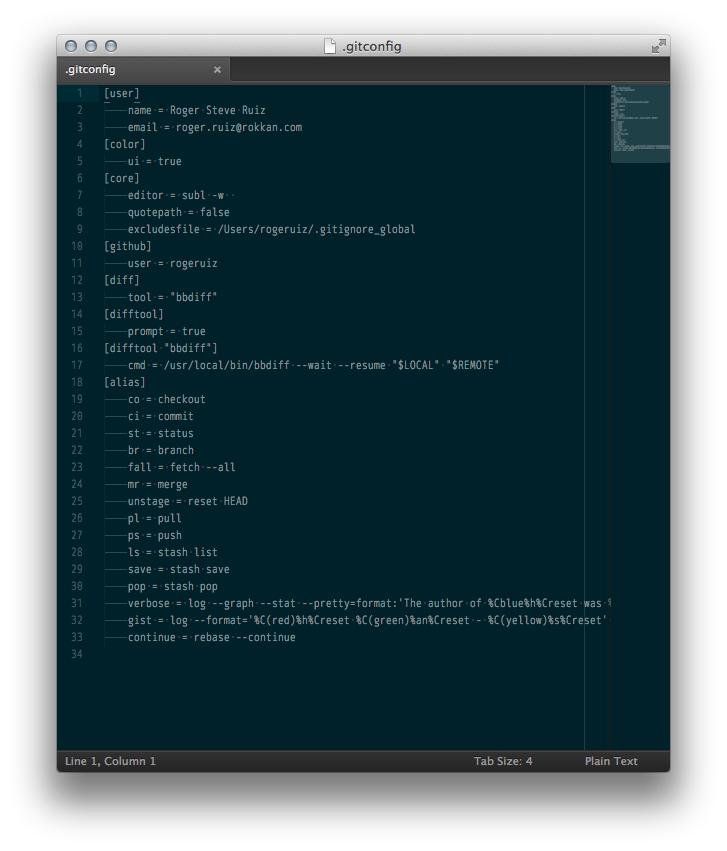 .gitconfig
.gitconfig ×
1 [user]
2 name = Roger Steve Ruiz
3 email = roger.ruiz@rokkan.com
4 [color]
5 ui = true
6 [core]
7 editor = subl -w
8 quotepath = false
9 excludesfile = /Users/rogeruiz/.gitignore_global
10 [github]
11 user = rogeruiz
12 [diff]
13 tool = "bbdiff"
14 [difftool]
15 prompt = true
16 [difftool "bbdiff"]
17 cmd = /usr/local/bin/bbdiff --wait --resume "$LOCAL" "$REMOTE"
18 [alias]
19 co = checkout
20 ci = commit
21 st = status
22 br = branch
23 fall = fetch --all
24 mr = merge
25 unstage = reset HEAD
26 pl = pull
27 ps = push
28 ls = stash list
29 save = stash save
30 pop = stash pop
31 verbose = log --graph --stat --pretty=format:'The author of %Cblue%h%Creset was %
32 gist = log --format='%C(red)%h%Creset %C(green)%an%Creset - %C(yellow)%s%Creset'
33 continue = rebase --continue
34
Line 1, Column 1 Tab Size: 4 Plain Text